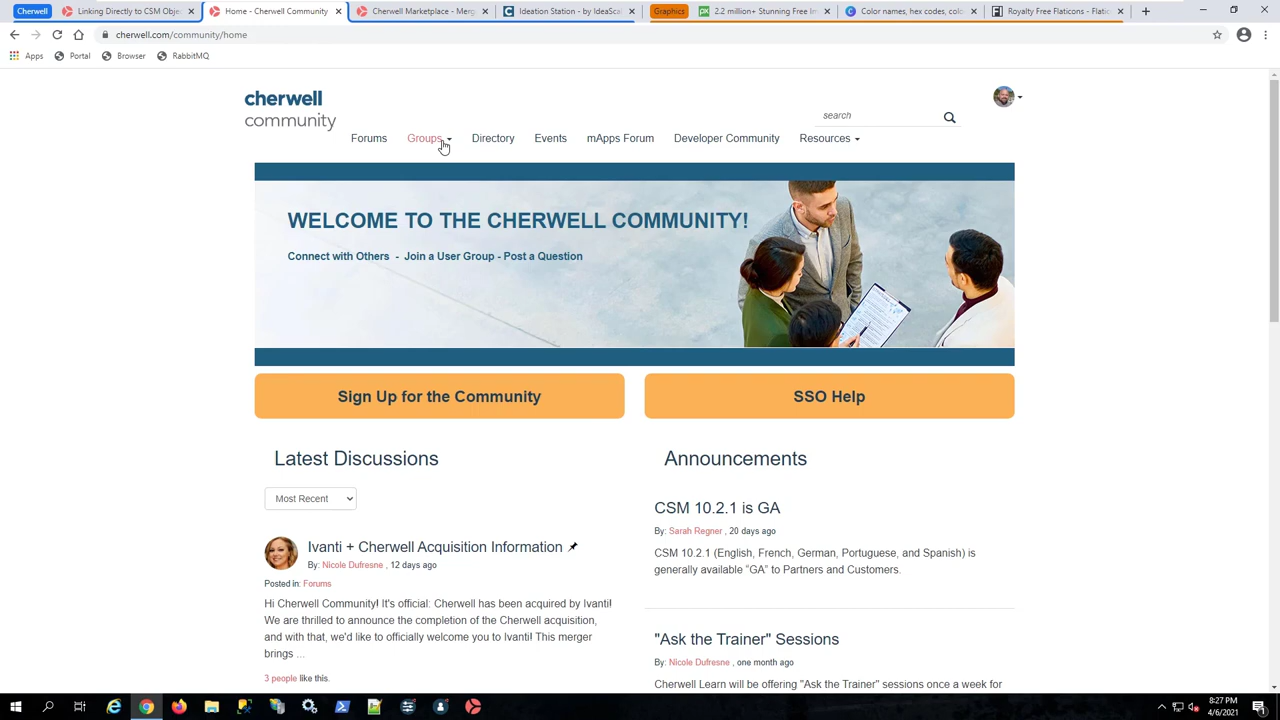 Cherwell
Linking Directly to CSM Obje
Home - Cherwell Community
Cherwell Marketplace - Merg
Ideation Station - by IdeaScal
Graphics
2.2 million+ Stunning Free Im
Color names, hex codes, col
Royalty Free Flaticons - Flatic
cherwell.com/community/home
Apps
Portal
Browser
RabbitMQ
cherwell
community
search
Forums
Groups
Directory
Events
mApps Forum
Developer Community
Resources
WELCOME TO THE CHERWELL COMMUNITY!
Connect with Others - Join a User Group - Post a Question
Sign Up for the Community
SSO Help
Latest Discussions
Most Recent
Ivanti + Cherwell Acquisition Information
By: Nicole Dufresne , 12 days ago
Posted in: Forums
Hi Cherwell Community! It's official: Cherwell has been acquired by Ivanti!
We are thrilled to announce the completion of the Cherwell acquisition,
and with that, we'd like to officially welcome you to Ivanti! This merger
brings ...
3 people like this.
Announcements
CSM 10.2.1 is GA
By: Sarah Regner , 20 days ago
CSM 10.2.1 (English, French, German, Portuguese, and Spanish) is
generally available “GA” to Partners and Customers.
"Ask the Trainer" Sessions
By: Nicole Dufresne , one month ago
Cherwell Learn will be offering "Ask the Trainer" sessions once a week for
8:27 PM
4/6/2021